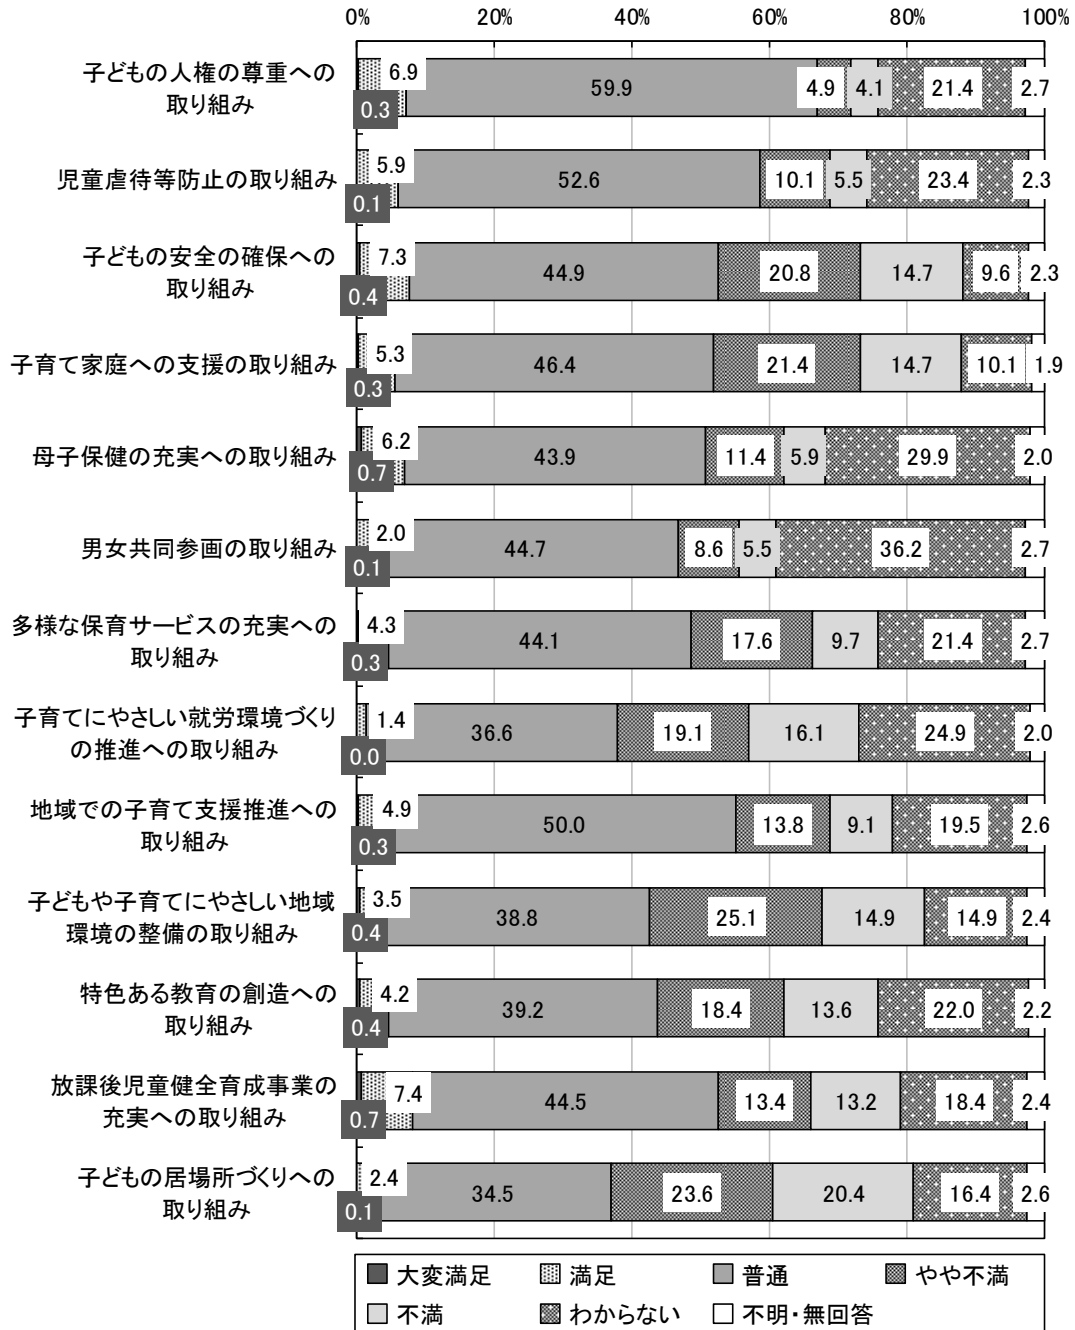 0% 20% 40% 60% 80% 100%
子どもの人権の尊重への
取り組み
0.3 6.9 59.9 4.9 4.1 21.4 2.7
児童虐待等防止の取り組み
0.1 5.9 52.6 10.1 5.5 23.4 2.3
子どもの安全の確保への
取り組み
0.4 7.3 44.9 20.8 14.7 9.6 2.3
子育て家庭への支援の取り組み
0.3 5.3 46.4 21.4 14.7 10.1 1.9
母子保健の充実への取り組み
0.7 6.2 43.9 11.4 5.9 29.9 2.0
男女共同参画の取り組み
0.1 2.0 44.7 8.6 5.5 36.2 2.7
多様な保育サービスの充実への
取り組み
0.3 4.3 44.1 17.6 9.7 21.4 2.7
子育てにやさしい就労環境づくり
の推進への取り組み
0.0 1.4 36.6 19.1 16.1 24.9 2.0
地域での子育て支援推進への
取り組み
0.3 4.9 50.0 13.8 9.1 19.5 2.6
子どもや子育てにやさしい地域
環境の整備の取り組み
0.4 3.5 38.8 25.1 14.9 14.9 2.4
特色ある教育の創造への
取り組み
0.4 4.2 39.2 18.4 13.6 22.0 2.2
放課後児童健全育成事業の
充実への取り組み
0.7 7.4 44.5 13.4 13.2 18.4 2.4
子どもの居場所づくりへの
取り組み
0.1 2.4 34.5 23.6 20.4 16.4 2.6
大変満足 満足 普通 やや不満
不満 わからない 不明・無回答